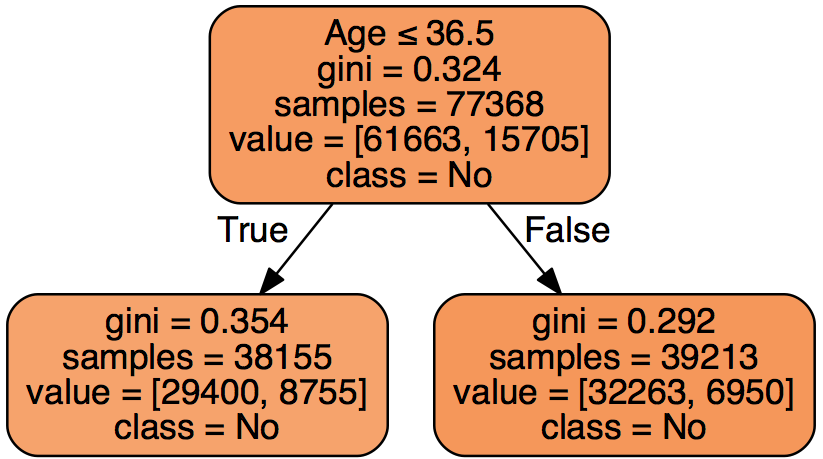 Age ≤ 36.5
gini = 0.324
samples = 77368
value = [61663, 15705]
class = No
True
False
gini = 0.354
samples = 38155
value = [29400, 8755]
class = No
gini = 0.292
samples = 39213
value = [32263, 6950]
class = No